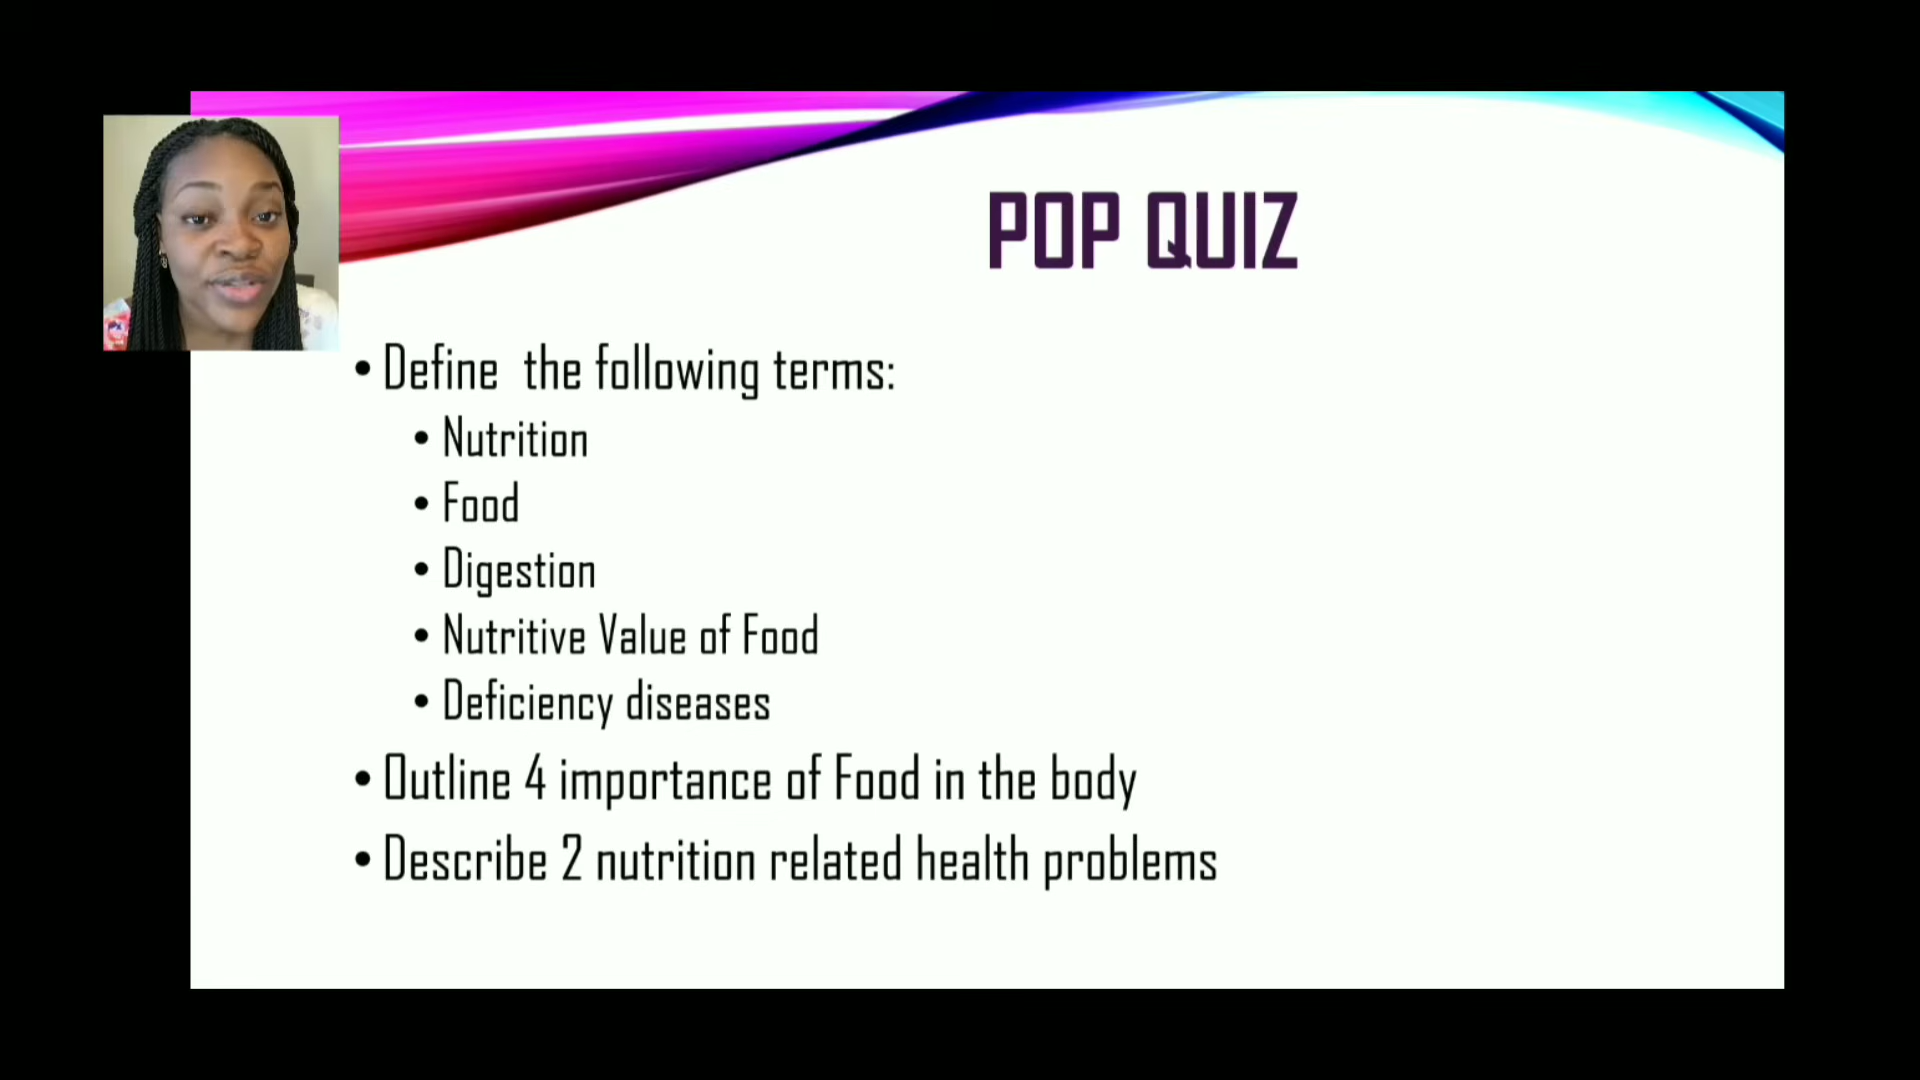 POP QUIZ
• Define the following terms:
• Nutrition
• Food
• Digestion
• Nutritive Value of Food
• Deficiency diseases
• Outline 4 importance of Food in the body
• Describe 2 nutrition related health problems